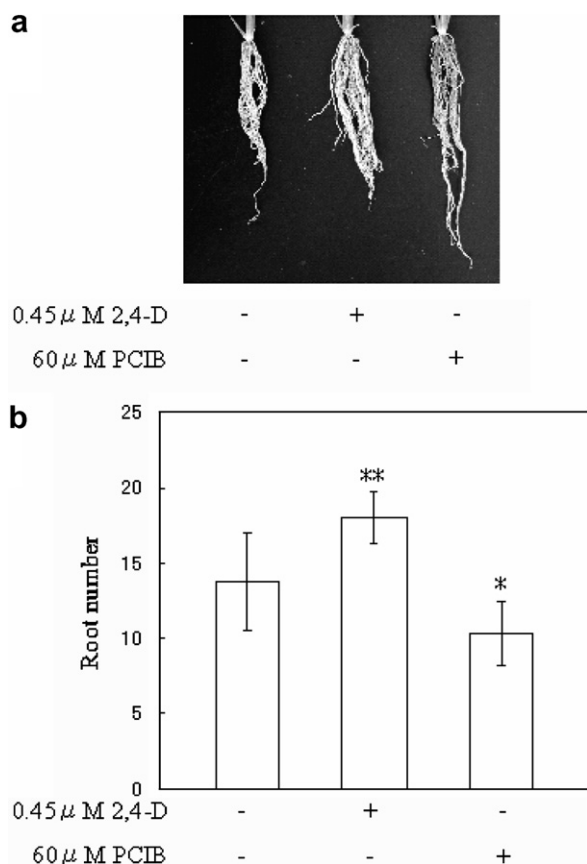 a
0.45 μ M 2,4-D - + -
60 μ M PCIB - - +
b
25
20
15
10
5
0
Root number
**
*
0.45 μ M 2,4-D - + -
60 μ M PCIB - - +